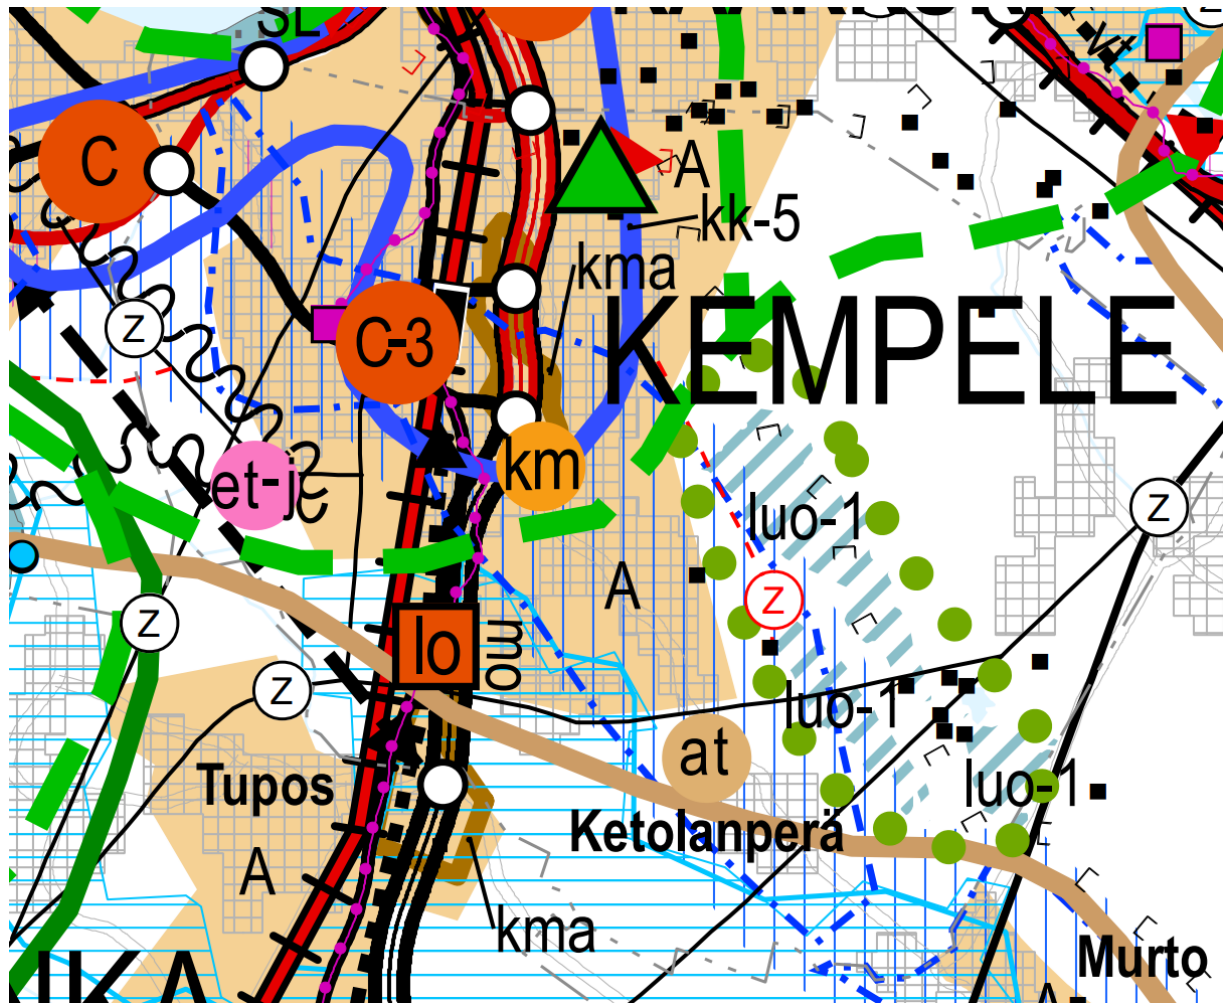 SL
Vt
z
C
A
kk-5
kma
KEMPELE
z
C-3
km
et-j
luo-1
z
A
z
z
lo
mo
z
luo-1
at
luo-1
Tupos
Ketolanperä
A
kma
Murto